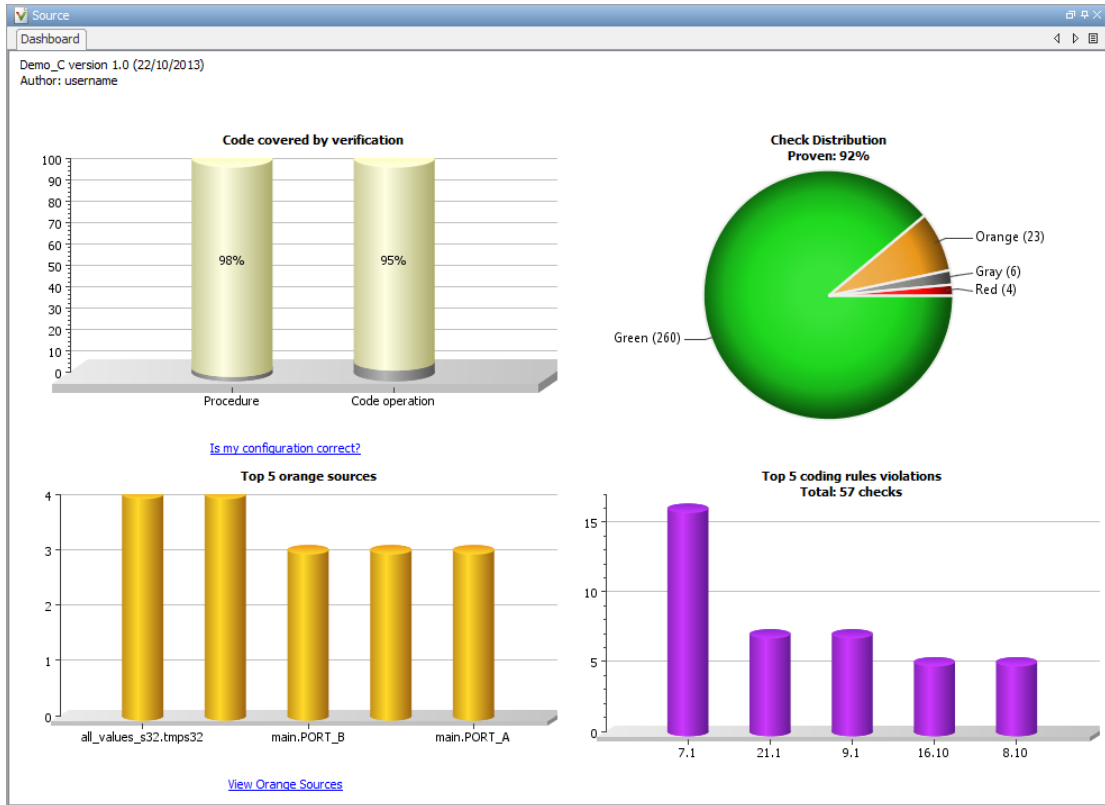 Source
Dashboard
Demo_C version 1.0 (22/10/2013)
Author: username
Code covered by verification
100
90
80
70
60
50
40
30
20
10
0
98%
95%
Procedure
Code operation
Is my configuration correct?
Check Distribution
Proven: 92%
Orange (23)
Gray (6)
Red (4)
Green (260)
Top 5 orange sources
4
3
2
1
0
all_values_s32.tmps32
main.PORT_B
main.PORT_A
View Orange Sources
Top 5 coding rules violations
Total: 57 checks
15
10
5
0
7.1
21.1
9.1
16.10
8.10